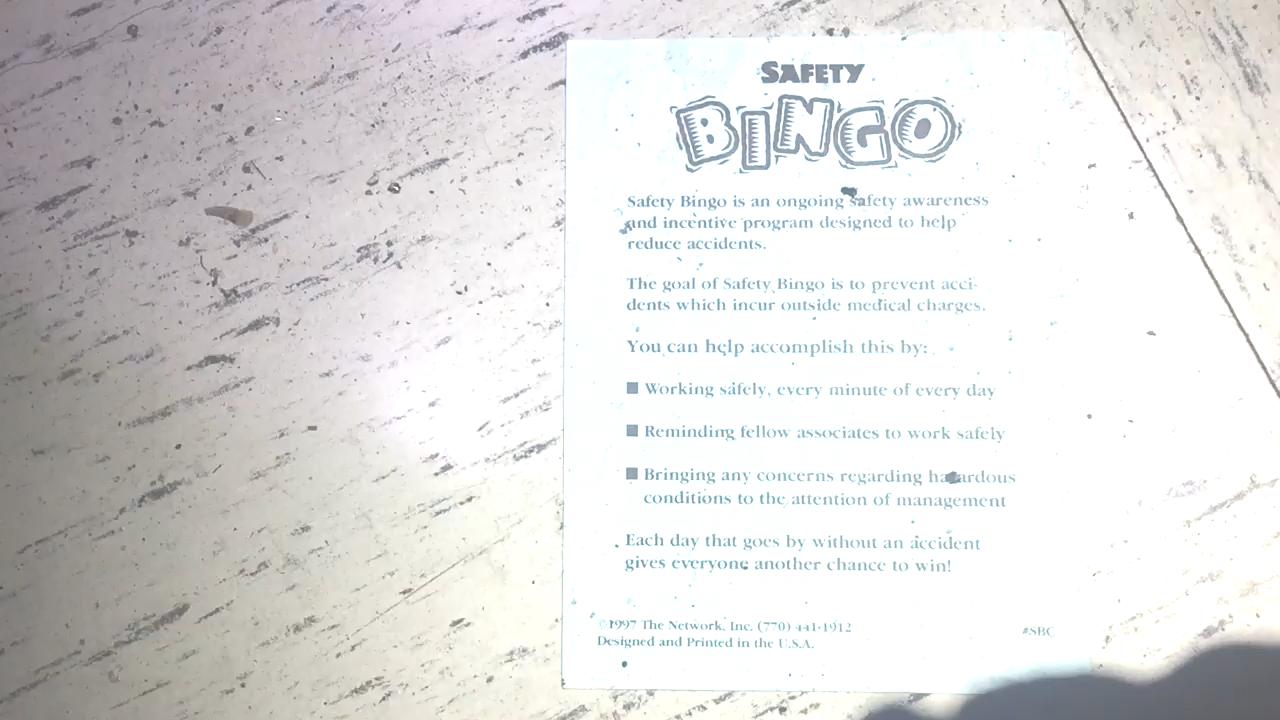 SAFETY
BINGO
Safety Bingo is an ongoing safety awareness
and incentive program designed to help
reduce accidents.
The goal of Safety Bingo is to prevent acci-
dents which incur outside medical charges.
You can help accomplish this by:
■ Working safely, every minute of every day
■ Reminding fellow associates to work safely
■ Bringing any concerns regarding hazardous
conditions to the attention of management
Each day that goes by without an accident
gives everyone another chance to win!
©1997 The Network, Inc. (770) 441-1912
#SBC
Designed and Printed in the U.S.A.